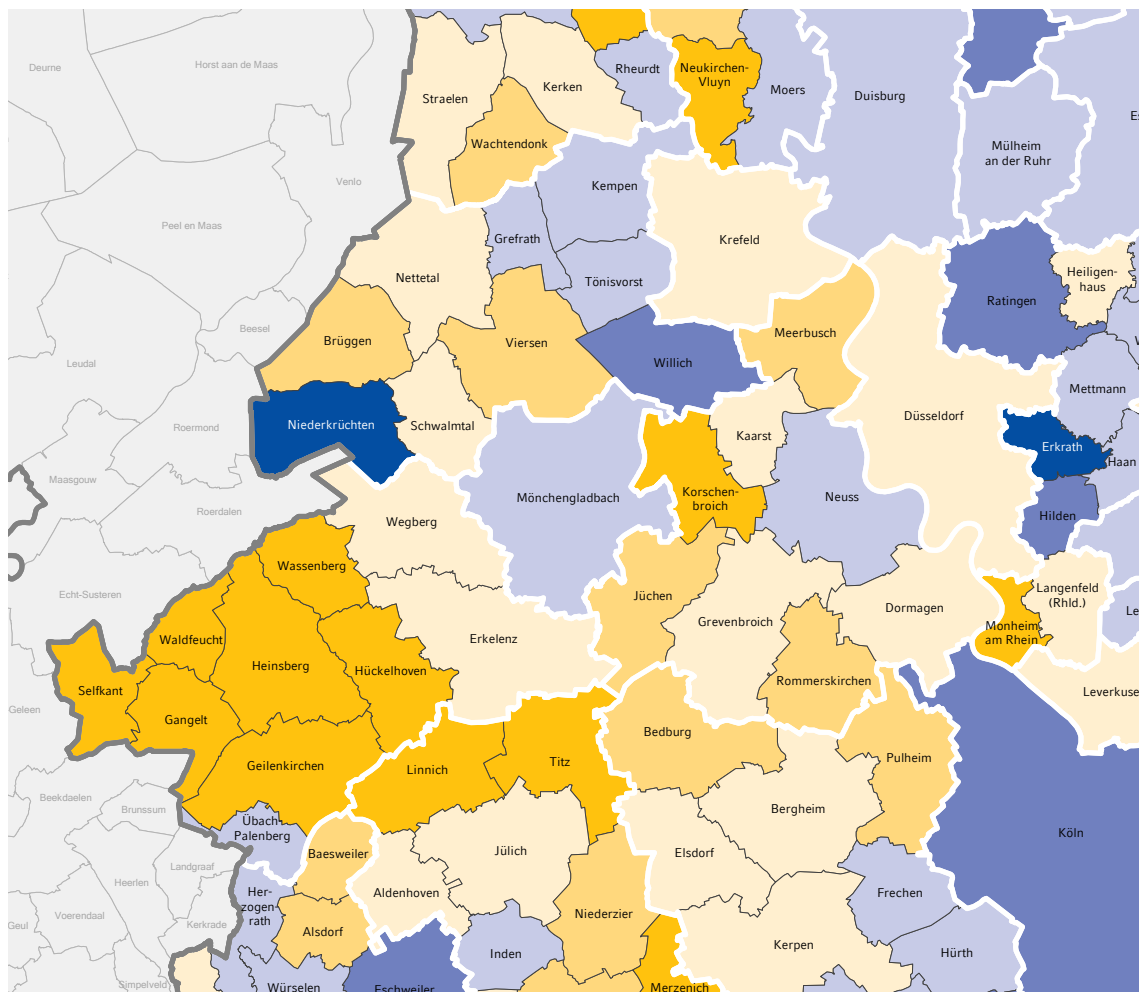 Deurne
Horst aan de Maas
Venlo
Peel en Maas
Beesel
Leudal
Roermond
Maasgouw
Roerdalen
Echt-Susteren
Geleen
Beekdaelen
Brunssum
Landgraaf
Heerlen
Voerendaal
Geul
Kerkrade
Simpelveld
Straelen
Kerken
Rheurdt
Neukirchen-
Vluyn
Moers
Duisburg
Mülheim
an der Ruhr
Wachtendonk
Kempen
Grefrath
Krefeld
Nettetal
Tönisvorst
Ratingen
Heiligen-
haus
Brüggen
Viersen
Meerbusch
Willich
Mettmann
Niederkrüchten
Schwalmtal
Kaarst
Düsseldorf
Erkrath
Haan
Mönchengladbach
Korschen-
broich
Neuss
Hilden
Wegberg
Wassenberg
Jüchen
Grevenbroich
Dormagen
Langenfeld
(Rhld.)
Monheim
am Rhein
Waldfeucht
Heinsberg
Hückelhoven
Erkelenz
Rommerskirchen
Leverkuse
Selfkant
Gangelt
Geilenkirchen
Linnich
Titz
Bedburg
Pulheim
Bergheim
Köln
Übach-
Palenberg
Baesweiler
Jülich
Elsdorf
Aldenhoven
Frechen
Her-
zogen-
rath
Alsdorf
Niederzier
Kerpen
Hürth
Inden
Würselen
Eschweiler
Merzenich